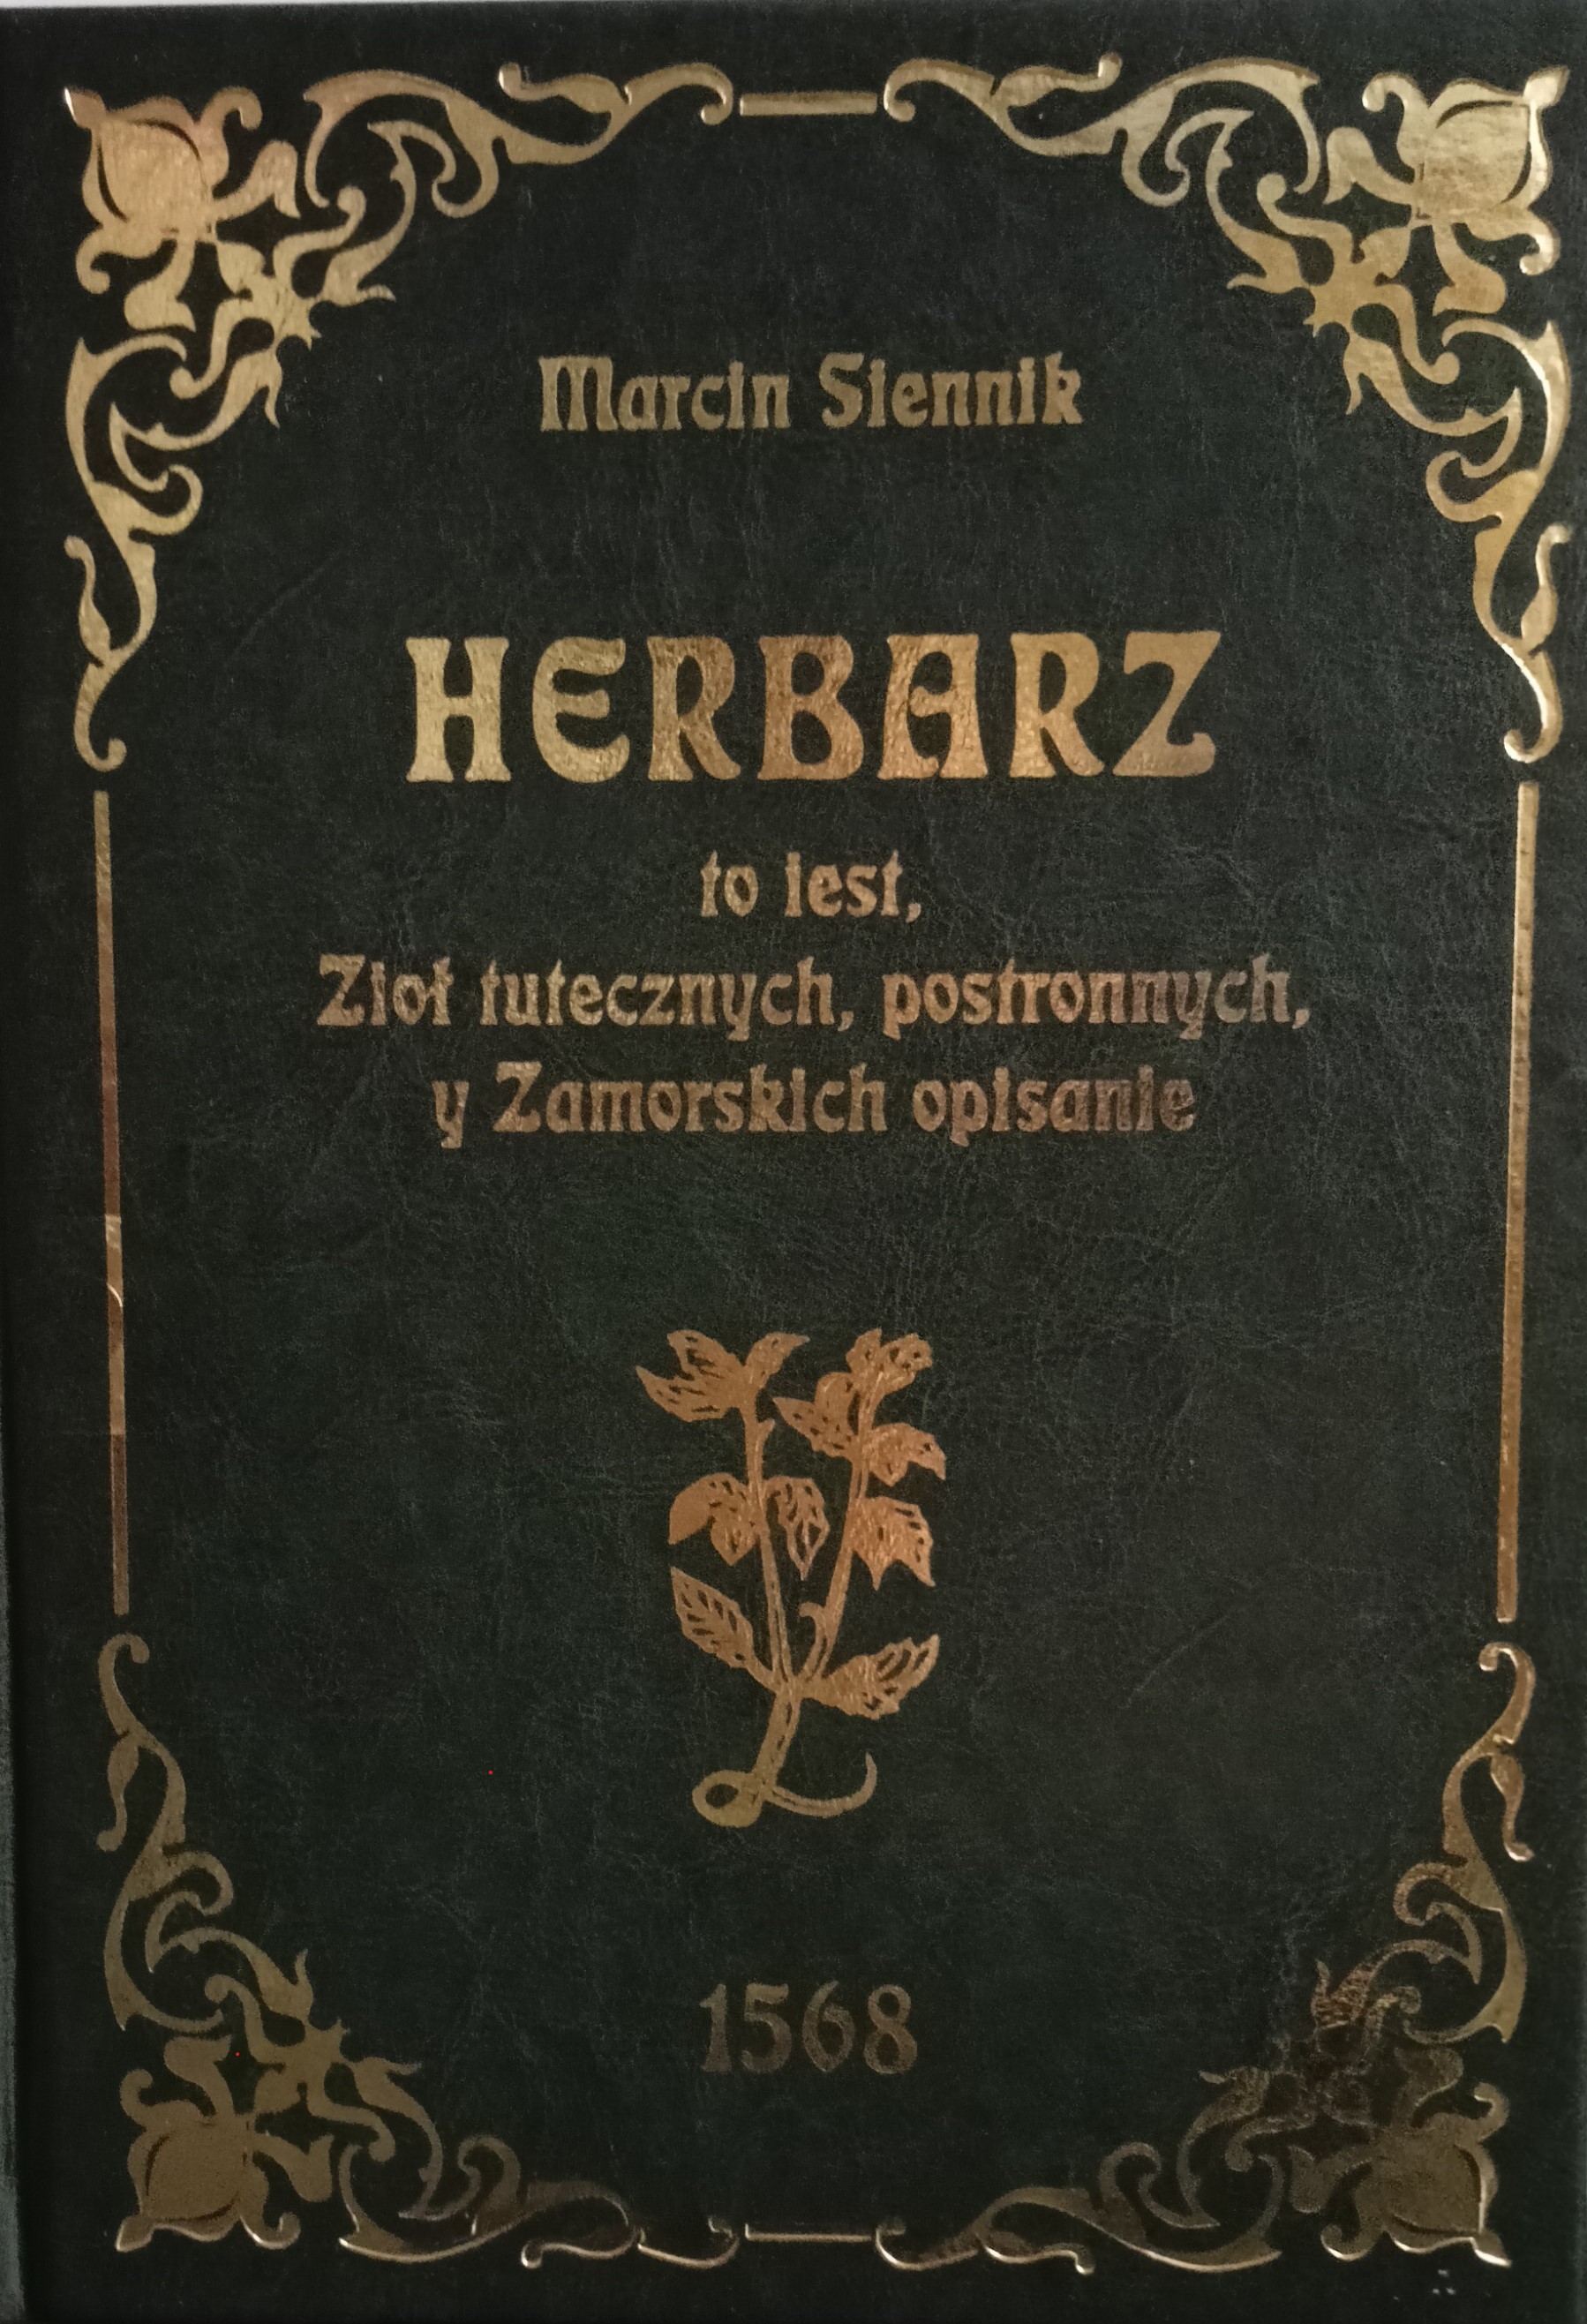 Marcin Siennik
HERBARZ
to iest,
Ziół tutecznych, postronnych,
y Zamorskich opisanie
1568